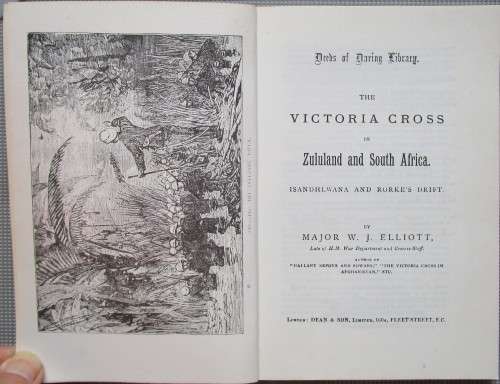 Deeds of Daring Library.
THE
VICTORIA CROSS
IN
Zululand and South Africa.
ISANDHLWANA AND RORKE'S DRIFT.
BY
MAJOR W. J. ELLIOTT,
Late of H.M. War Department and General Staff.
AUTHOR OF
"GALLANT SEPOYS AND SOWARS," "THE VICTORIA CROSS IN
AFGHANISTAN," ETC.
LONDON: DEAN & SON, LIMITED, 160A, FLEET STREET, E.C.